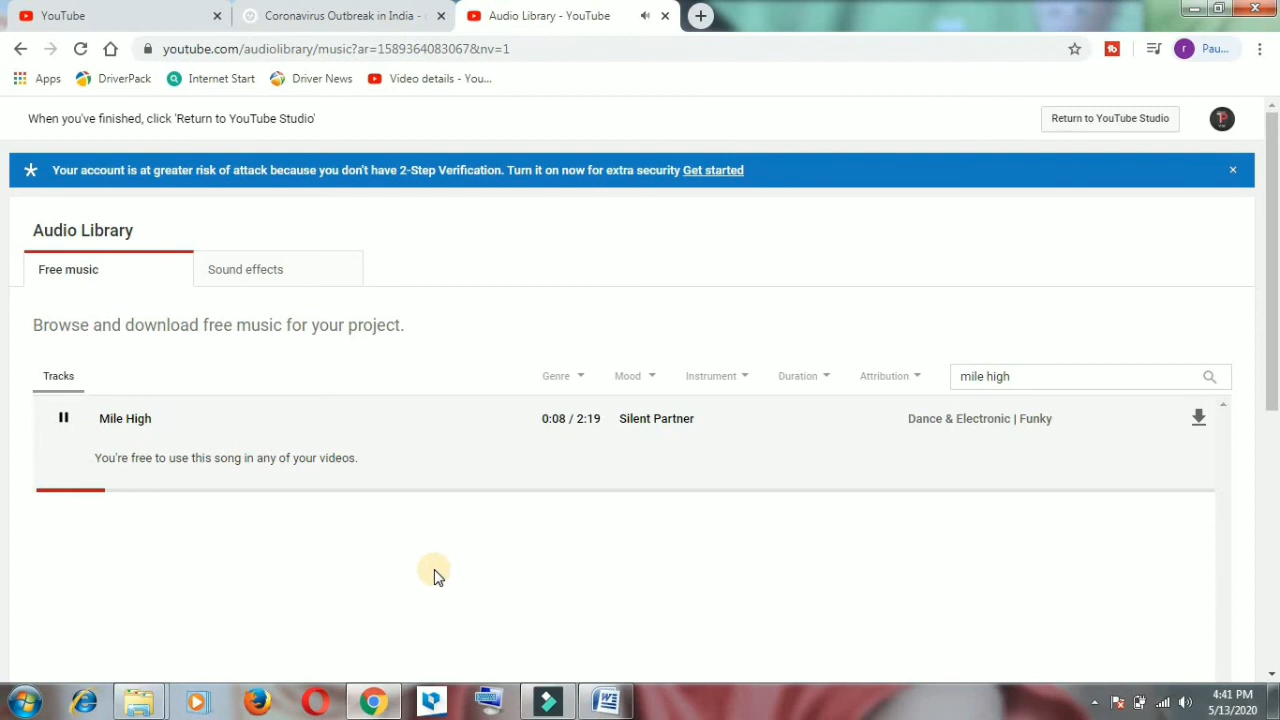 YouTube
Coronavirus Outbreak in India -
Audio Library - YouTube
youtube.com/audiolibrary/music?ar=1589364083067&nv=1
Pau...
Apps
DriverPack
Internet Start
Driver News
Video details - You...
When you've finished, click 'Return to YouTube Studio'
Return to YouTube Studio
Your account is at greater risk of attack because you don't have 2-Step Verification. Turn it on now for extra security Get started
Audio Library
Free music
Sound effects
Browse and download free music for your project.
Tracks
Genre
Mood
Instrument
Duration
Attribution
mile high
Mile High
0:08 / 2:19
Silent Partner
Dance & Electronic | Funky
You're free to use this song in any of your videos.
4:41 PM
5/13/2020